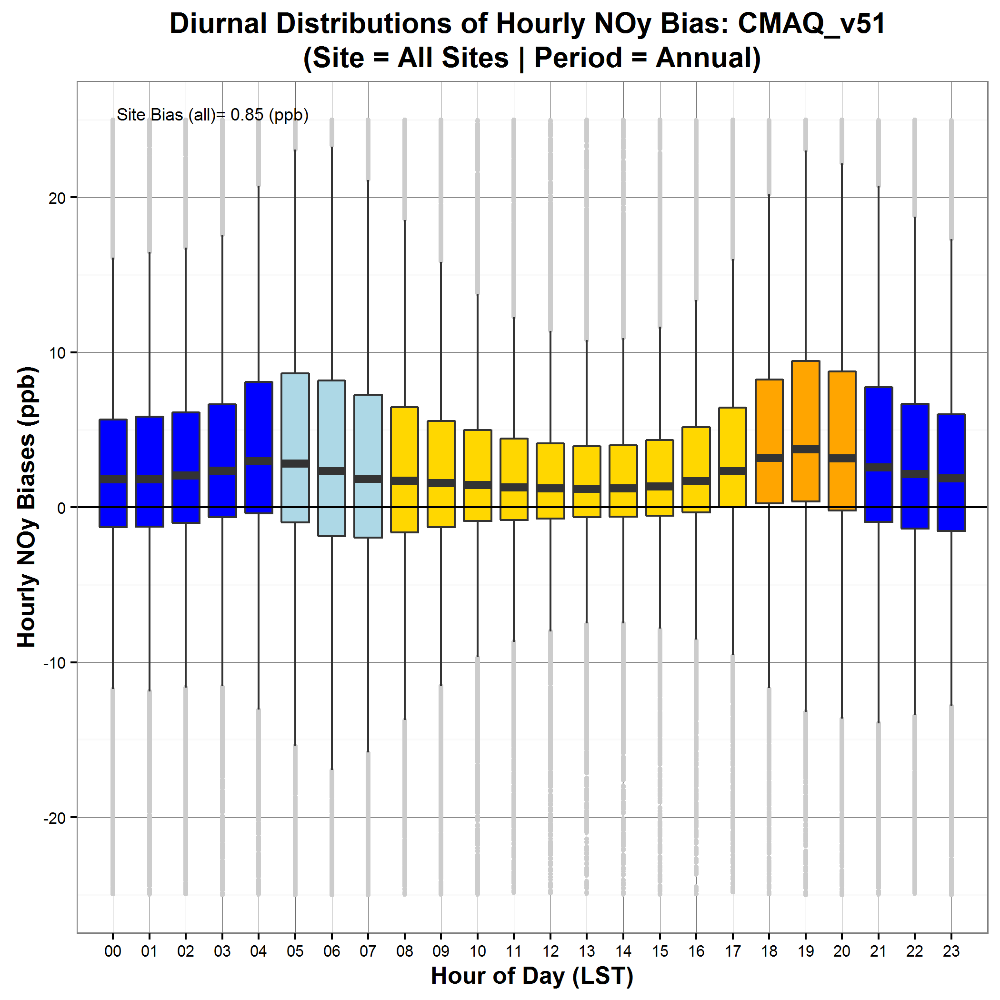 Diurnal Distributions of Hourly NOy Bias: CMAQ_v51
(Site = All Sites | Period = Annual)
Site Bias (all)= 0.85 (ppb)
Hourly NOy Biases (ppb)
20
10
0
-10
-20
00 01 02 03 04 05 06 07 08 09 10 11 12 13 14 15 16 17 18 19 20 21 22 23
Hour of Day (LST)